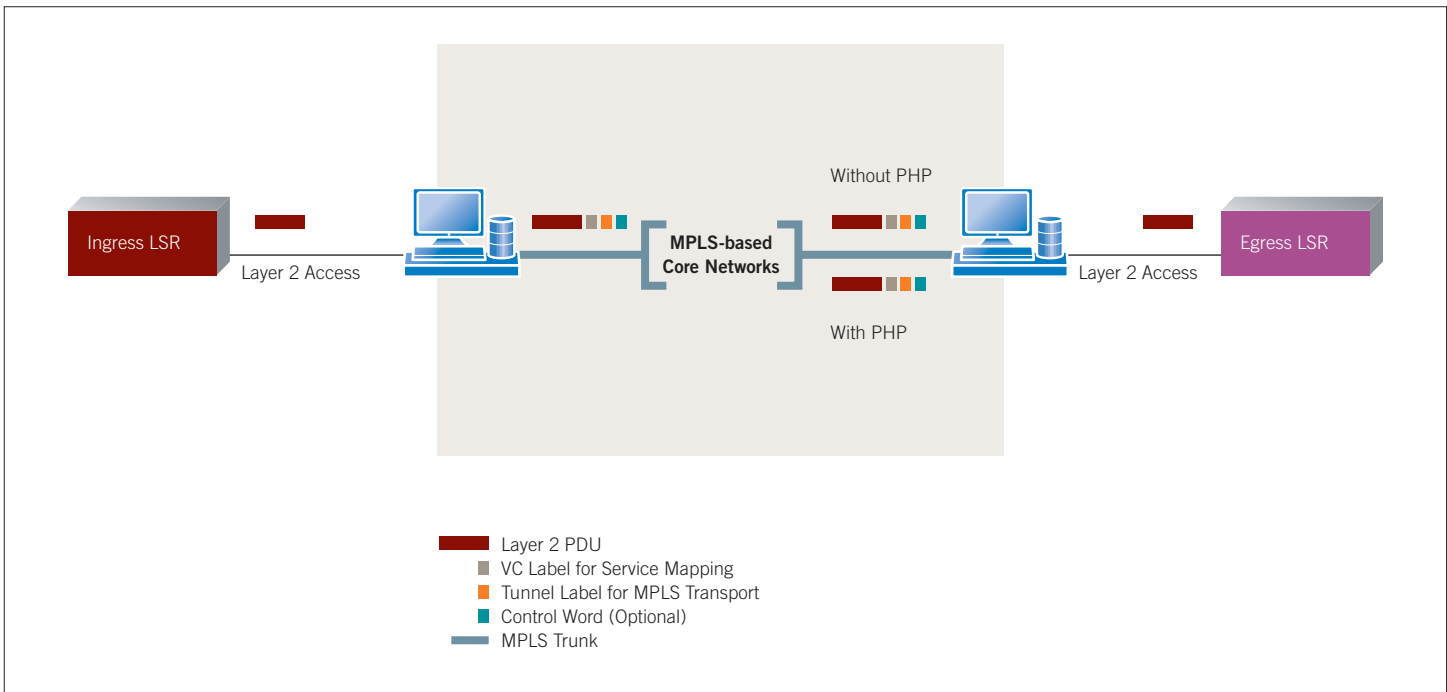 Without PHP
Ingress LSR
Layer 2 Access
MPLS-based
Core Networks
Layer 2 Access
Egress LSR
With PHP
Layer 2 PDU
VC Label for Service Mapping
Tunnel Label for MPLS Transport
Control Word (Optional)
MPLS Trunk